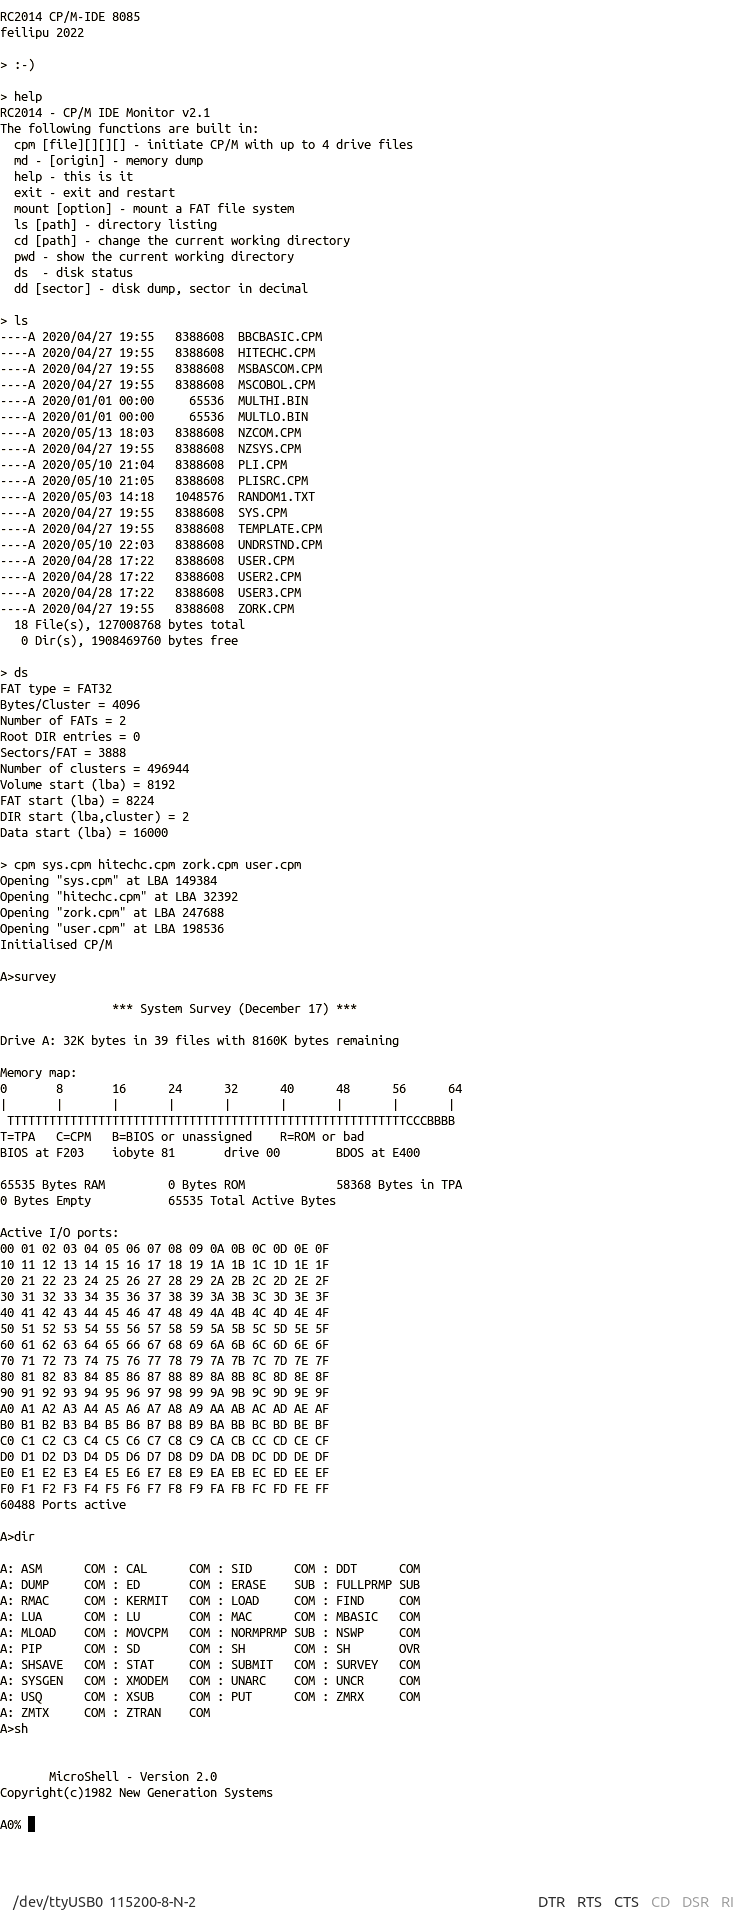 RC2014 CP/M-IDE 8085
feilipu 2022
> :-)
> help
RC2014 - CP/M IDE Monitor v2.1
The following functions are built in:
  cpm [file][][][] - initiate CP/M with up to 4 drive files
  md - [origin] - memory dump
  help - this is it
  exit - exit and restart
  mount [option] - mount a FAT file system
  ls [path] - directory listing
  cd [path] - change the current working directory
  pwd - show the current working directory
  ds  - disk status
  dd [sector] - disk dump, sector in decimal
> ls
----A 2020/04/27 19:55   8388608  BBCBASIC.CPM
----A 2020/04/27 19:55   8388608  HITECHC.CPM
----A 2020/04/27 19:55   8388608  MSBASCOM.CPM
----A 2020/04/27 19:55   8388608  MSCOBOL.CPM
----A 2020/01/01 00:00     65536  MULTHI.BIN
----A 2020/01/01 00:00     65536  MULTLO.BIN
----A 2020/05/13 18:03   8388608  NZCOM.CPM
----A 2020/04/27 19:55   8388608  NZSYS.CPM
----A 2020/05/10 21:04   8388608  PLI.CPM
----A 2020/05/10 21:05   8388608  PLISRC.CPM
----A 2020/05/03 14:18   1048576  RANDOM1.TXT
----A 2020/04/27 19:55   8388608  SYS.CPM
----A 2020/04/27 19:55   8388608  TEMPLATE.CPM
----A 2020/05/10 22:03   8388608  UNDRSTND.CPM
----A 2020/04/28 17:22   8388608  USER.CPM
----A 2020/04/28 17:22   8388608  USER2.CPM
----A 2020/04/28 17:22   8388608  USER3.CPM
----A 2020/04/27 19:55   8388608  ZORK.CPM
  18 File(s), 127008768 bytes total
   0 Dir(s), 1908469760 bytes free
> ds
FAT type = FAT32
Bytes/Cluster = 4096
Number of FATs = 2
Root DIR entries = 0
Sectors/FAT = 3888
Number of clusters = 496944
Volume start (lba) = 8192
FAT start (lba) = 8224
DIR start (lba,cluster) = 2
Data start (lba) = 16000
> cpm sys.cpm hitechc.cpm zork.cpm user.cpm
Opening "sys.cpm" at LBA 149384
Opening "hitechc.cpm" at LBA 32392
Opening "zork.cpm" at LBA 247688
Opening "user.cpm" at LBA 198536
Initialised CP/M
A>survey
                *** System Survey (December 17) ***
Drive A: 32K bytes in 39 files with 8160K bytes remaining
Memory map:
0       8       16      24      32      40      48      56      64
|       |       |       |       |       |       |       |       |
 TTTTTTTTTTTTTTTTTTTTTTTTTTTTTTTTTTTTTTTTTTTTTTTTTTTTTTTTTCCCBBBB
T=TPA   C=CPM   B=BIOS or unassigned    R=ROM or bad
BIOS at F203    iobyte 81       drive 00        BDOS at E400
65535 Bytes RAM         0 Bytes ROM             58368 Bytes in TPA
0 Bytes Empty           65535 Total Active Bytes
Active I/O ports:
00 01 02 03 04 05 06 07 08 09 0A 0B 0C 0D 0E 0F
10 11 12 13 14 15 16 17 18 19 1A 1B 1C 1D 1E 1F
20 21 22 23 24 25 26 27 28 29 2A 2B 2C 2D 2E 2F
30 31 32 33 34 35 36 37 38 39 3A 3B 3C 3D 3E 3F
40 41 42 43 44 45 46 47 48 49 4A 4B 4C 4D 4E 4F
50 51 52 53 54 55 56 57 58 59 5A 5B 5C 5D 5E 5F
60 61 62 63 64 65 66 67 68 69 6A 6B 6C 6D 6E 6F
70 71 72 73 74 75 76 77 78 79 7A 7B 7C 7D 7E 7F
80 81 82 83 84 85 86 87 88 89 8A 8B 8C 8D 8E 8F
90 91 92 93 94 95 96 97 98 99 9A 9B 9C 9D 9E 9F
A0 A1 A2 A3 A4 A5 A6 A7 A8 A9 AA AB AC AD AE AF
B0 B1 B2 B3 B4 B5 B6 B7 B8 B9 BA BB BC BD BE BF
C0 C1 C2 C3 C4 C5 C6 C7 C8 C9 CA CB CC CD CE CF
D0 D1 D2 D3 D4 D5 D6 D7 D8 D9 DA DB DC DD DE DF
E0 E1 E2 E3 E4 E5 E6 E7 E8 E9 EA EB EC ED EE EF
F0 F1 F2 F3 F4 F5 F6 F7 F8 F9 FA FB FC FD FE FF
60488 Ports active
A>dir
A: ASM      COM : CAL      COM : SID      COM : DDT      COM
A: DUMP     COM : ED       COM : ERASE    SUB : FULLPRMP SUB
A: RMAC     COM : KERMIT   COM : LOAD     COM : FIND     COM
A: LUA      COM : LU       COM : MAC      COM : MBASIC   COM
A: MLOAD    COM : MOVCPM   COM : NORMPRMP SUB : NSWP     COM
A: PIP      COM : SD       COM : SH       COM : SH       OVR
A: SHSAVE   COM : STAT     COM : SUBMIT   COM : SURVEY   COM
A: SYSGEN   COM : XMODEM   COM : UNARC    COM : UNCR     COM
A: USQ      COM : XSUB     COM : PUT      COM : ZMRX     COM
A: ZMTX     COM : ZTRAN    COM
A>sh
       MicroShell - Version 2.0
Copyright(c)1982 New Generation Systems
A0%
/dev/ttyUSB0  115200-8-N-2 DTR RTS CTS CD DSR RI